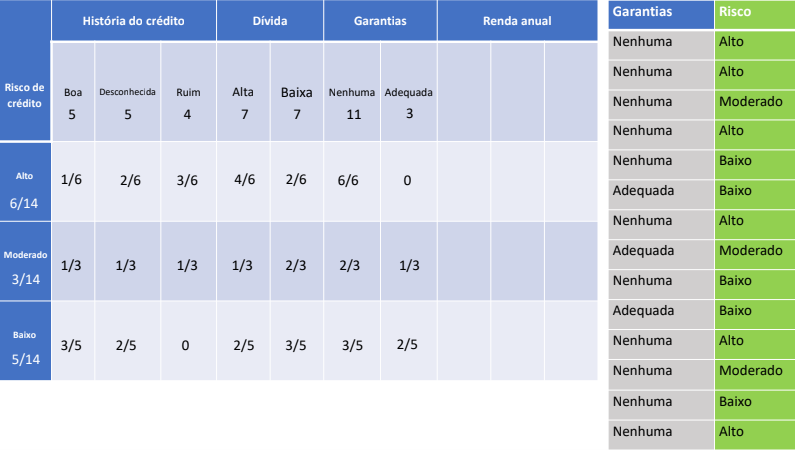 História do crédito Dívida Garantias Renda anual
Risco de crédito Boa 5 Desconhecida 5 Ruim 4 Alta 7 Baixa 7 Nenhuma 11 Adequada 3
Alto 6/14 1/6 2/6 3/6 4/6 2/6 6/6 0
Moderado 3/14 1/3 1/3 1/3 1/3 2/3 2/3 1/3
Baixo 5/14 3/5 2/5 0 2/5 3/5 3/5 2/5
Garantias Risco
Nenhuma Alto
Nenhuma Alto
Nenhuma Moderado
Nenhuma Alto
Nenhuma Baixo
Adequada Baixo
Nenhuma Alto
Adequada Moderado
Nenhuma Baixo
Adequada Baixo
Nenhuma Alto
Nenhuma Moderado
Nenhuma Baixo
Nenhuma Alto